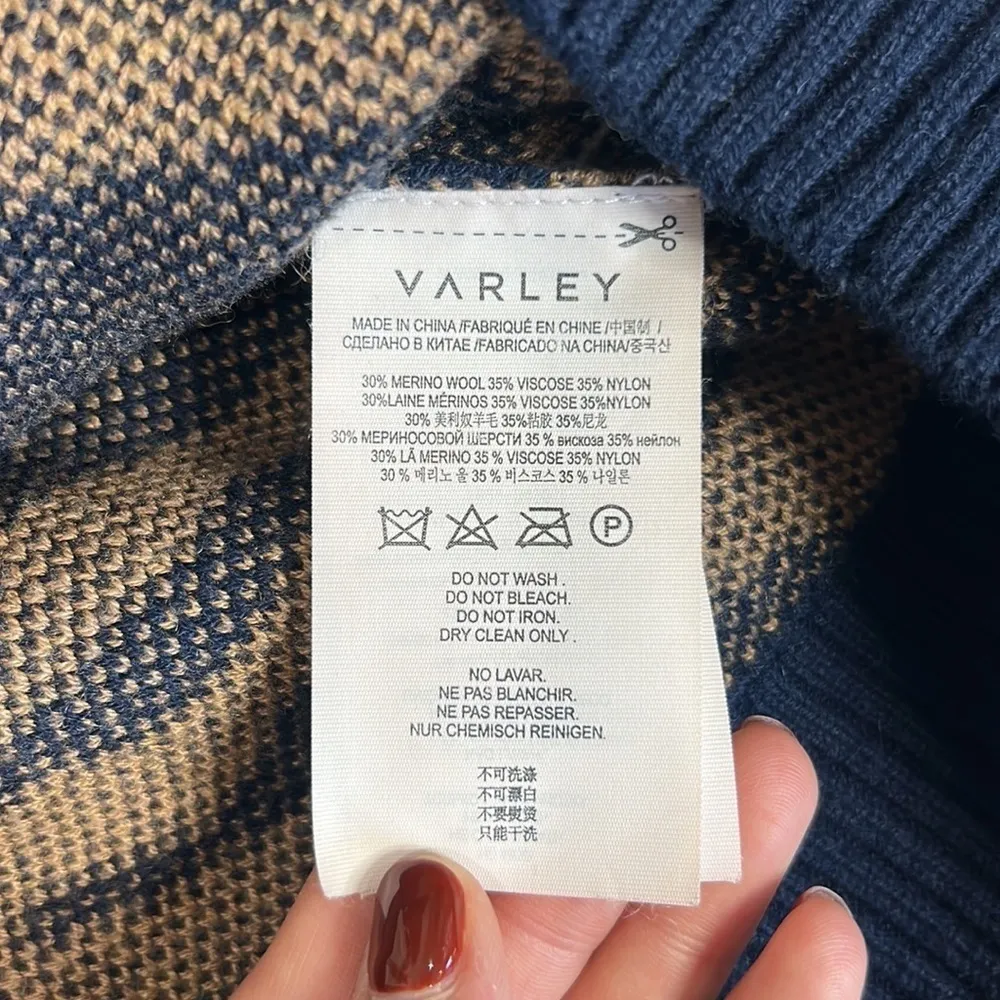 VARLEY
MADE IN CHINA /FABRIQUÉ EN CHINE /中国制 /
СДЕЛАНО В КИТАЕ /FABRICADO NA CHINA/중국산
30% MERINO WOOL 35% VISCOSE 35% NYLON
30%LAINE MÉRINOS 35% VISCOSE 35%NYLON
30% 美利奴羊毛 35%粘胶 35%尼龙
30% МЕРИНОСОВОЙ ШЕРСТИ 35 % вискоза 35% нейлон
30% LÃ MERINO 35 % VISCOSE 35% NYLON
30 % 메리노 울 35 % 비스코스 35 % 나일론
P
DO NOT WASH .
DO NOT BLEACH.
DO NOT IRON.
DRY CLEAN ONLY .
NO LAVAR.
NE PAS BLANCHIR.
NE PAS REPASSER.
NUR CHEMISCH REINIGEN.
不可洗涤
不可漂白
不要熨烫
只能干洗